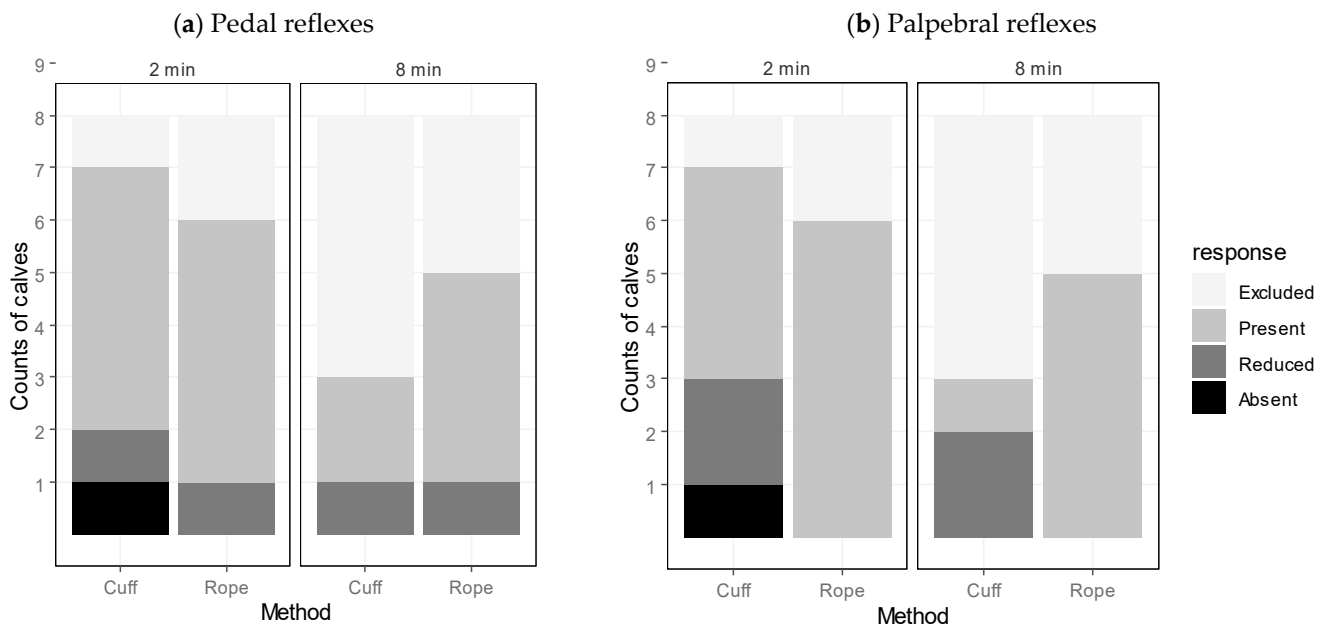 (a) Pedal reflexes
2 min
8 min
9
8
7
6
5
4
3
2
1
Counts of calves
Cuff
Rope
Cuff
Rope
Method
(b) Palpebral reflexes
2 min
8 min
9
8
7
6
5
4
3
2
1
Counts of calves
Cuff
Rope
Cuff
Rope
Method
response
Excluded
Present
Reduced
Absent